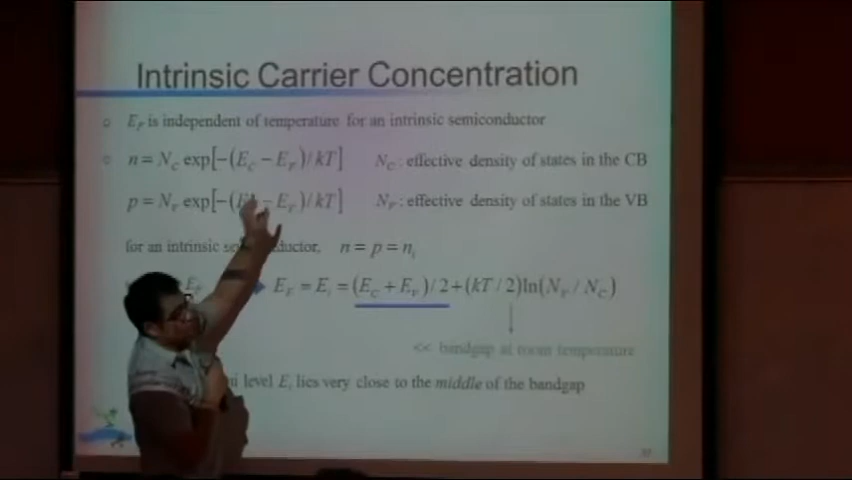 Intrinsic Carrier Concentration
E_F is independent of temperature for an intrinsic semiconductor
n = N_C exp[-(E_C - E_F)/kT] N_C : effective density of states in the CB
p = N_V exp[-( - E_V)/kT] N_V : effective density of states in the VB
for an intrinsic semiconductor, n = p = n_i
E_F = E_i = (E_C + E_V)/2 + (kT/2)ln(N_V / N_C)
<< bandgap at room temperature
level E_i lies very close to the middle of the bandgap